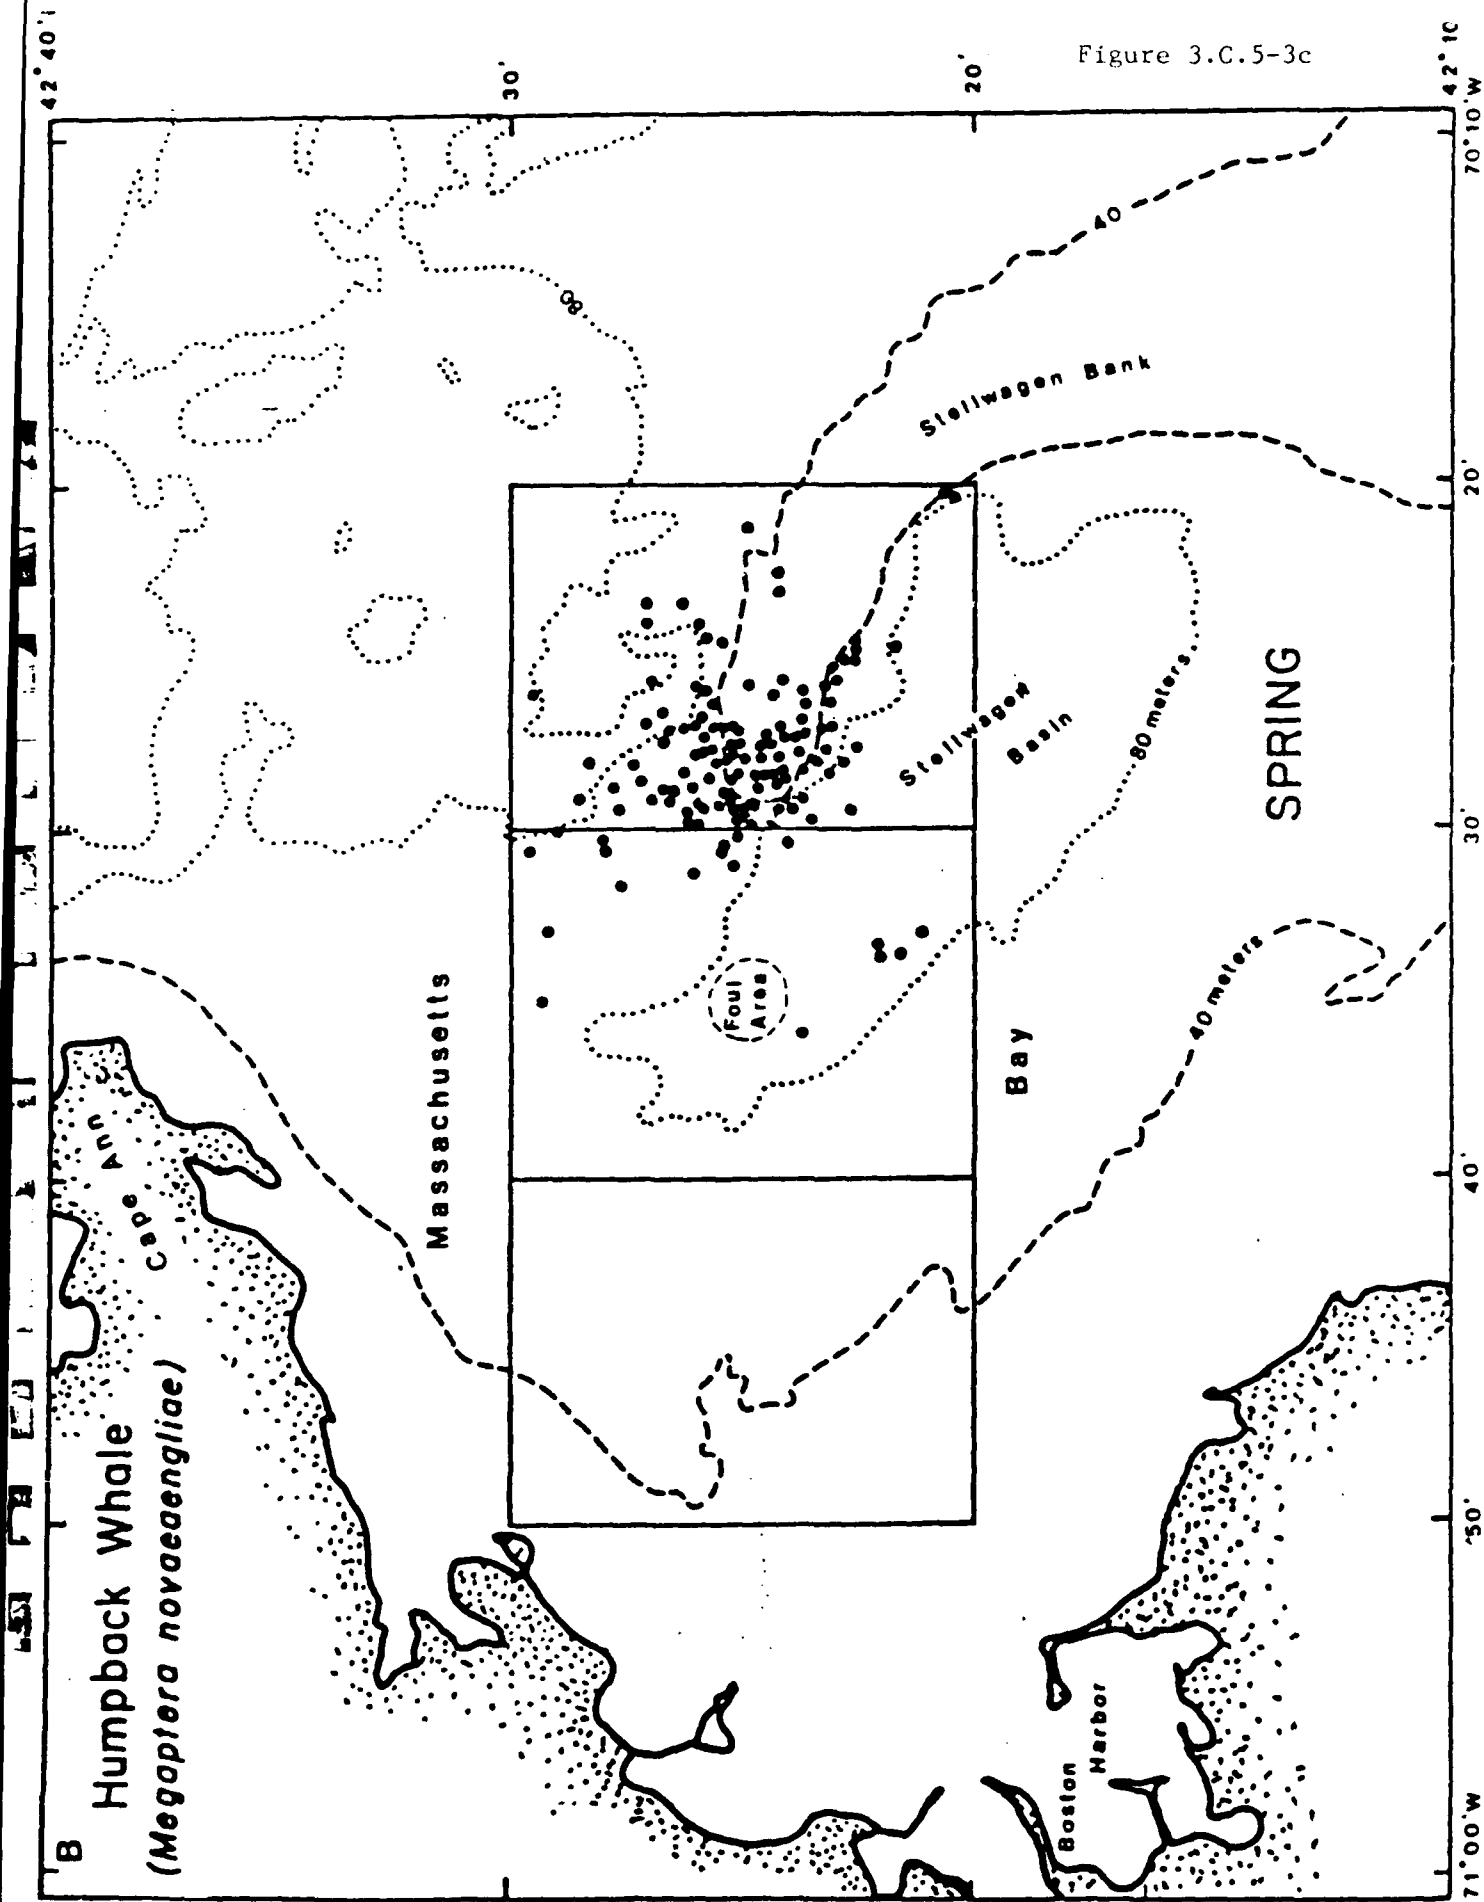 Figure 3.C.5-3c
B
Humpback Whale
(Megaptera novaeaengliae)
Cape Ann
Massachusetts
Bay
Foul
Area
Stellwagen Bank
Stellwagen
Basin
80 meters
40 meters
40
80
SPRING
Boston
Harbor
42°40'
30'
20'
42°10
71°00'W
50'
40'
30'
20'
70°10'W